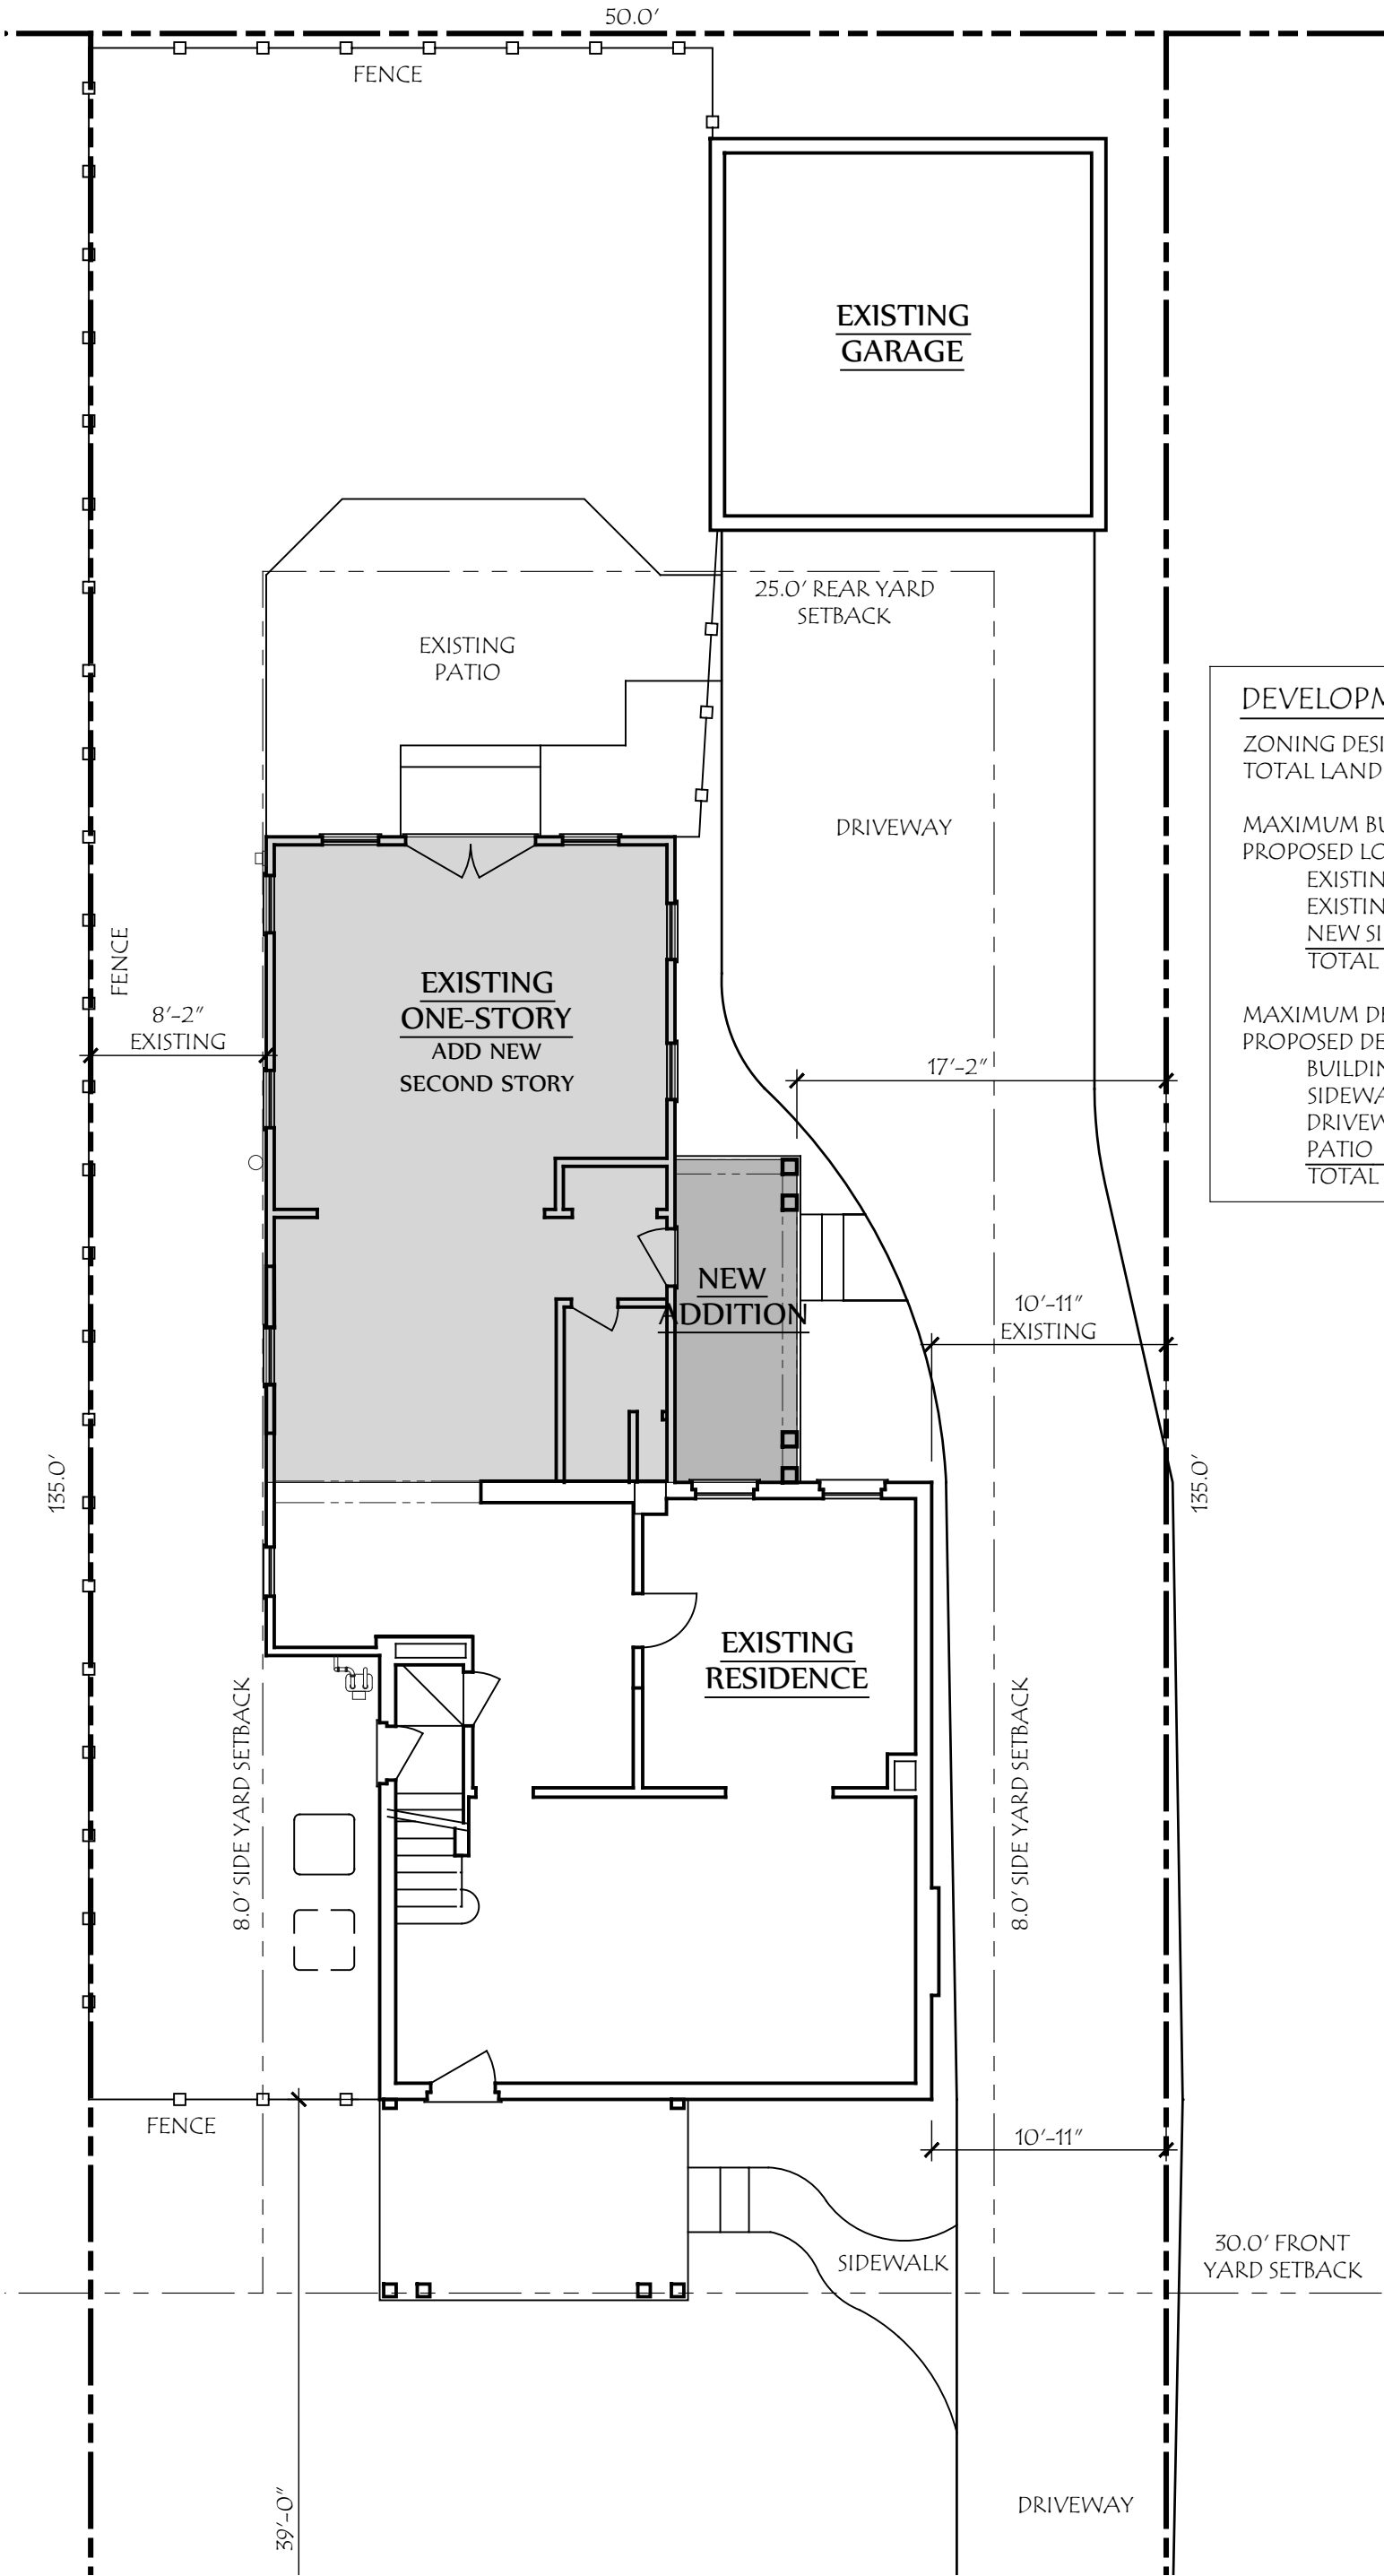 50.0'
FENCE
EXISTING
GARAGE
25.0' REAR YARD
SETBACK
EXISTING
PATIO
DEVELOPM
ZONING DESI
TOTAL LAND
DRIVEWAY
MAXIMUM BU
PROPOSED LO
EXISTIN
EXISTIN
NEW SI
TOTAL
FENCE
EXISTING
ONE-STORY
ADD NEW
SECOND STORY
8'-2"
EXISTING
MAXIMUM DE
PROPOSED DE
BUILDIN
SIDEWA
DRIVEW
PATIO
TOTAL
17'-2"
NEW
ADDITION
10'-11"
EXISTING
135.0'
135.0'
EXISTING
RESIDENCE
8.0' SIDE YARD SETBACK
8.0' SIDE YARD SETBACK
FENCE
10'-11"
SIDEWALK
30.0' FRONT
YARD SETBACK
39'-0"
DRIVEWAY